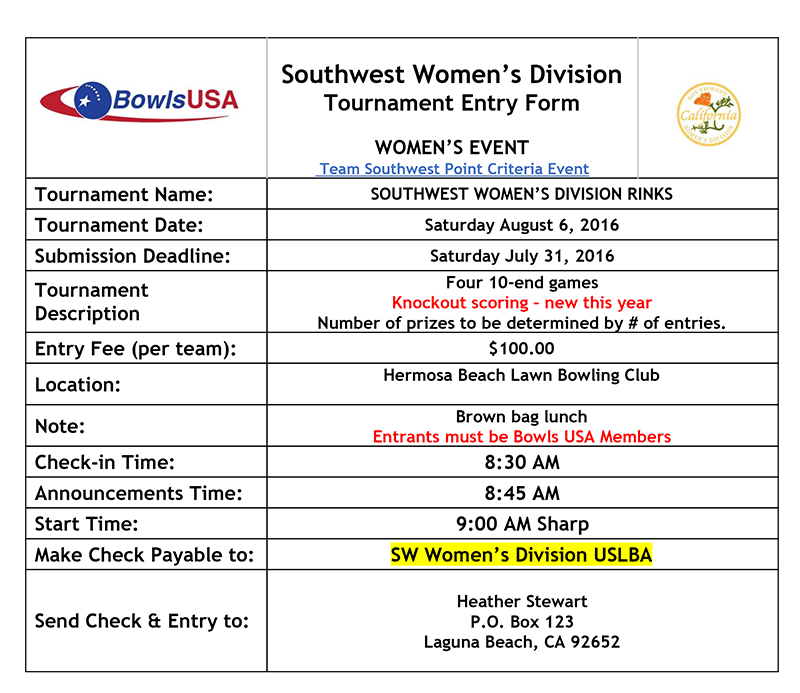 BowlsUSA
Southwest Women's Division
Tournament Entry Form
WOMEN'S EVENT
Team Southwest Point Criteria Event
SOUTHWEST
California
WOMEN'S DIVISION
Tournament Name:
SOUTHWEST WOMEN'S DIVISION RINKS
Tournament Date:
Saturday August 6, 2016
Submission Deadline:
Saturday July 31, 2016
Tournament
Description
Four 10-end games
Knockout scoring – new this year
Number of prizes to be determined by # of entries.
Entry Fee (per team):
$100.00
Location:
Hermosa Beach Lawn Bowling Club
Note:
Brown bag lunch
Entrants must be Bowls USA Members
Check-in Time:
8:30 AM
Announcements Time:
8:45 AM
Start Time:
9:00 AM Sharp
Make Check Payable to:
SW Women's Division USLBA
Send Check & Entry to:
Heather Stewart
P.O. Box 123
Laguna Beach, CA 92652